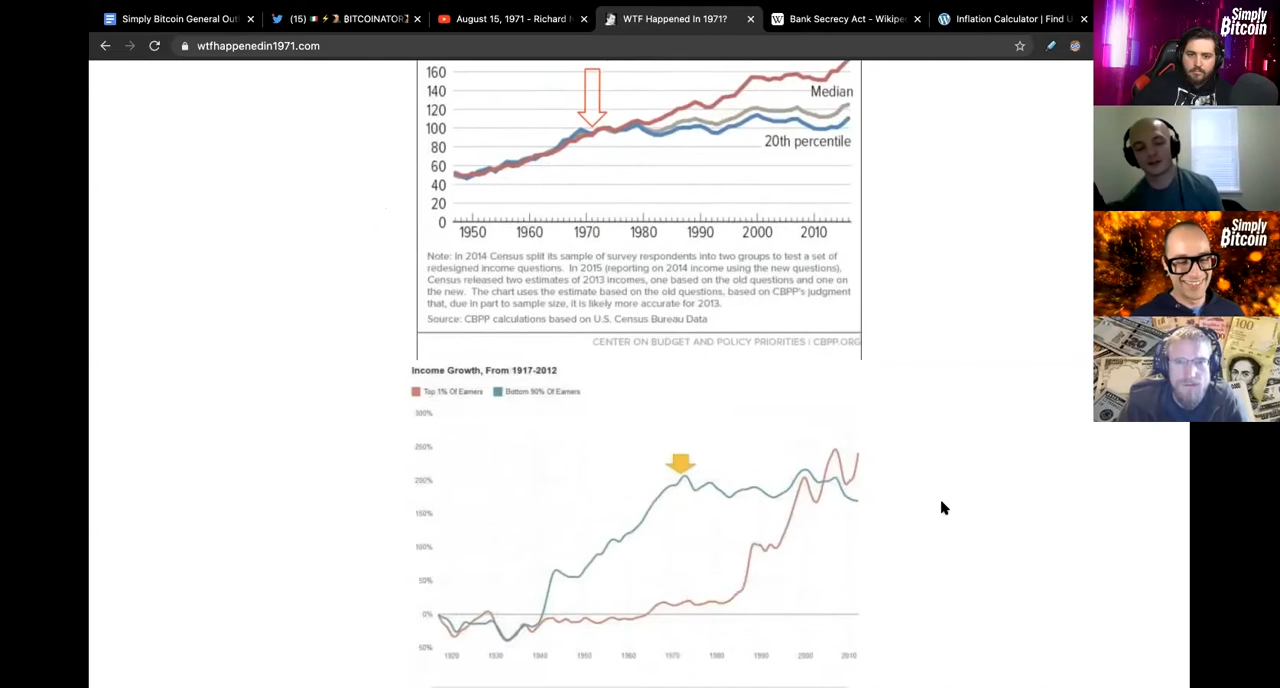 Simply Bitcoin General Out
(15)
BITCOINATOR
August 15, 1971 - Richard N
WTF Happened In 1971?
Bank Secrecy Act - Wikipe
Inflation Calculator | Find U
wtfhappenedin1971.com
Simply
Bitcoin
160
140
120
100
80
60
40
20
0
Median
20th percentile
1950 1960 1970 1980 1990 2000 2010
Note: In 2014 Census split its sample of survey respondents into two groups to test a set of
redesigned income questions. In 2015 (reporting on 2014 income using the new questions),
Census released two estimates of 2013 incomes, one based on the old questions and one on
the new. The chart uses the estimate based on the old questions, based on CBPP's judgment
that, due in part to sample size, it is likely more accurate for 2013.
Source: CBPP calculations based on U.S. Census Bureau Data
CENTER ON BUDGET AND POLICY PRIORITIES | CBPP.ORG
Simply
Bitcoin
100
Income Growth, From 1917-2012
Top 1% Of Earners Bottom 90% Of Earners
300%
250%
200%
150%
100%
50%
0%
50%
1920 1930 1940 1950 1960 1970 1980 1990 2000 2010